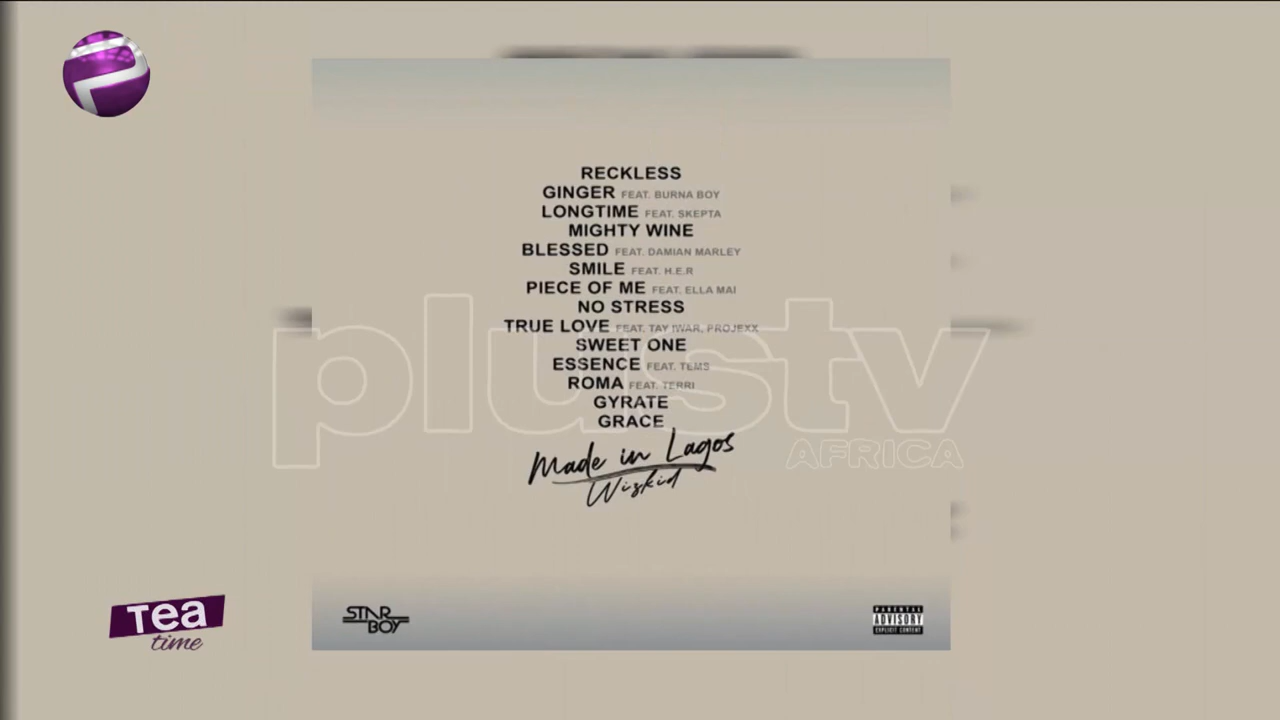 RECKLESS
GINGER FEAT. BURNA BOY
LONGTIME FEAT. SKEPTA
MIGHTY WINE
BLESSED FEAT. DAMIAN MARLEY
SMILE FEAT. H.E.R
PIECE OF ME FEAT. ELLA MAI
NO STRESS
TRUE LOVE FEAT. TAY IWAR, PROJEXX
SWEET ONE
ESSENCE FEAT. TEMS
ROMA FEAT. TERRI
GYRATE
GRACE
Made in Lagos
Wizkid
plustv
AFRICA
Tea
time
STAR
BOY
PARENTAL
ADVISORY
EXPLICIT CONTENT